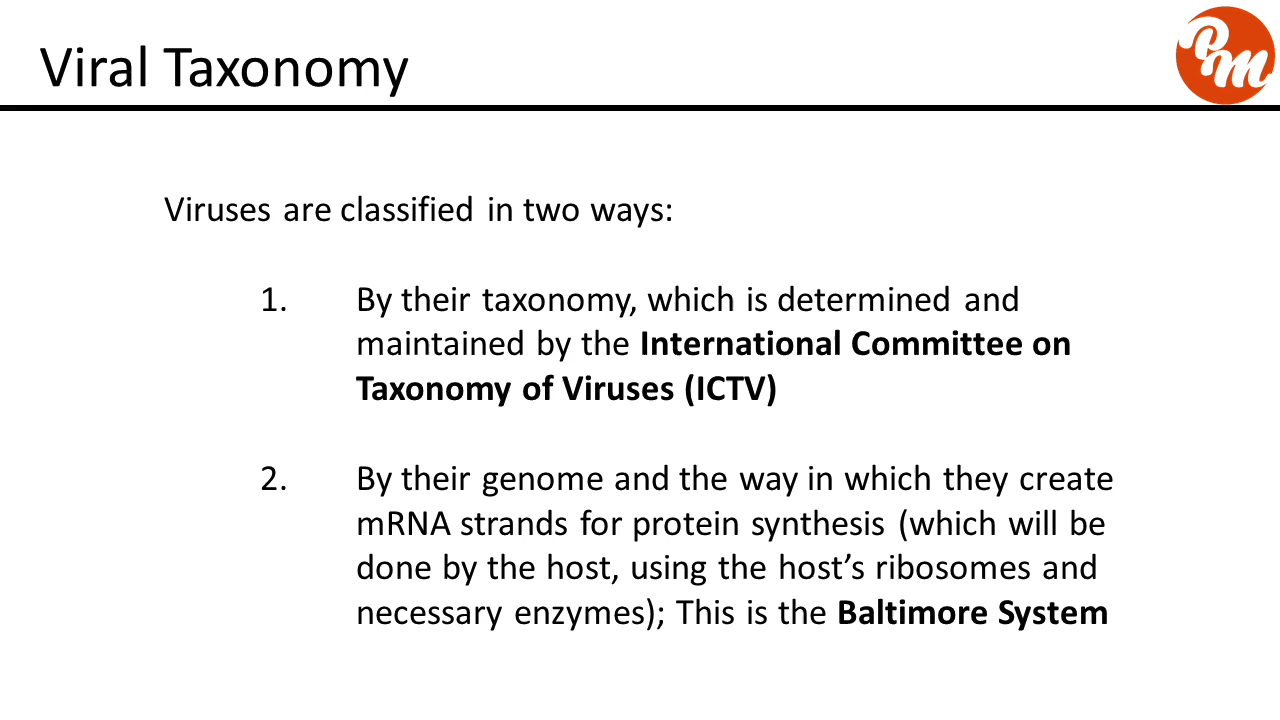 Viral Taxonomy
PM
Viruses are classified in two ways:
1. By their taxonomy, which is determined and
maintained by the International Committee on
Taxonomy of Viruses (ICTV)
2. By their genome and the way in which they create
mRNA strands for protein synthesis (which will be
done by the host, using the host’s ribosomes and
necessary enzymes); This is the Baltimore System